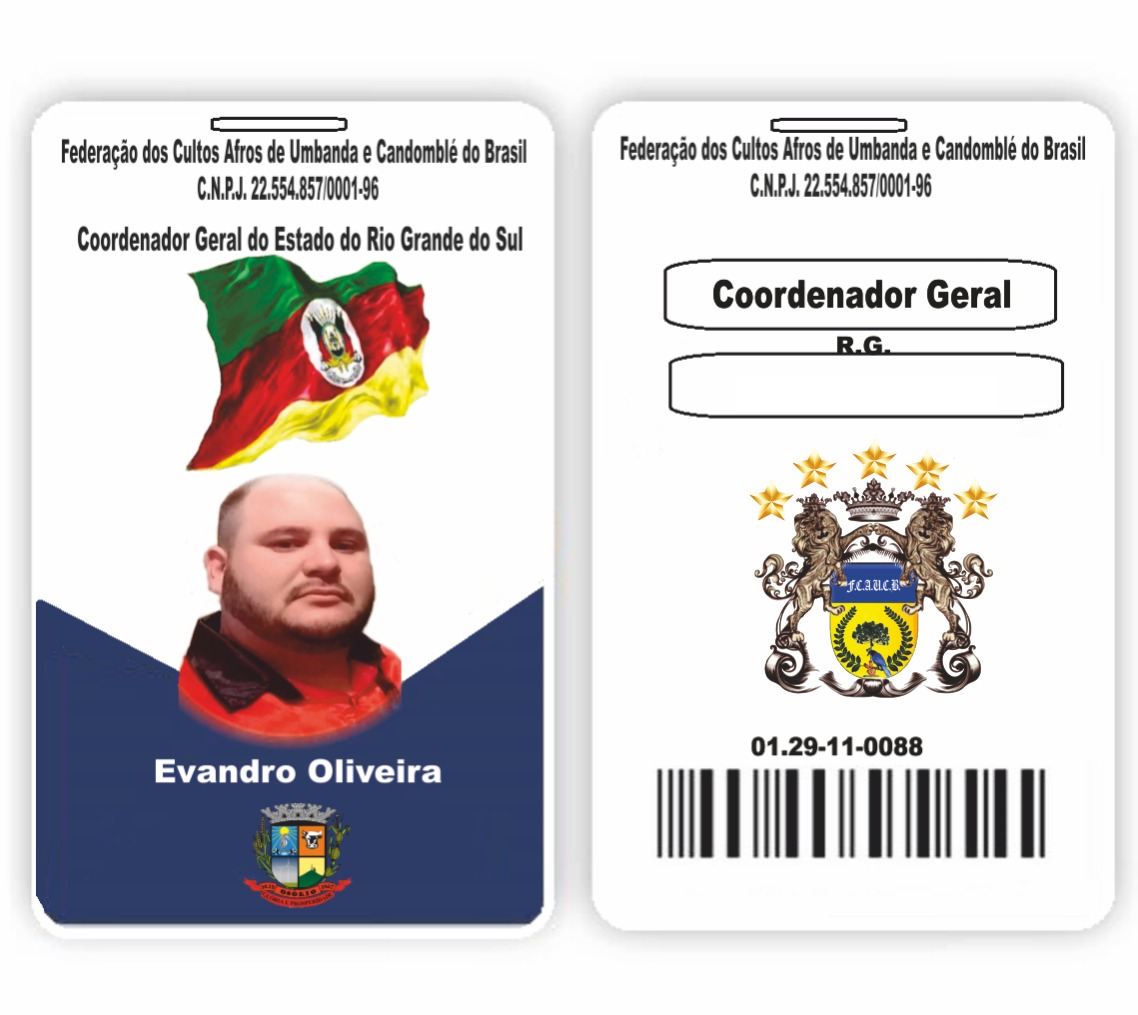 Federação dos Cultos Afros de Umbanda e Candomblé do Brasil
C.N.P.J. 22.554.857/0001-96
Coordenador Geral do Estado do Rio Grande do Sul
Evandro Oliveira
OSORIO
Federação dos Cultos Afros de Umbanda e Candomblé do Brasil
C.N.P.J. 22.554.857/0001-96
Coordenador Geral
R.G.
F.C.A.U.C.B
01.29-11-0088